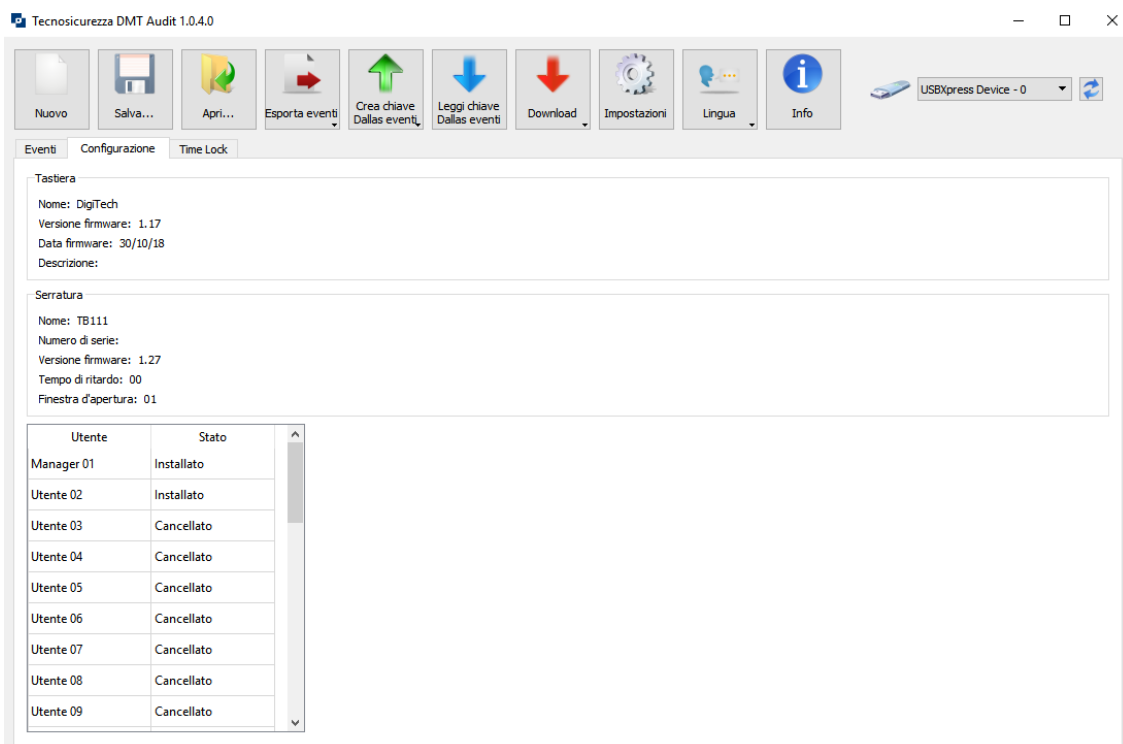 Tecnosicurezza DMT Audit 1.0.4.0
Nuovo
Salva...
Apri...
Esporta eventi
Crea chiave
Dallas eventi
Leggi chiave
Dallas eventi
Download
Impostazioni
Lingua
Info
USBXpress Device - 0
Eventi Configurazione Time Lock
Tastiera
Nome: DigiTech
Versione firmware: 1.17
Data firmware: 30/10/18
Descrizione:
Serratura
Nome: TB111
Numero di serie:
Versione firmware: 1.27
Tempo di ritardo: 00
Finestra d'apertura: 01
Utente Stato
Manager 01 Installato
Utente 02 Installato
Utente 03 Cancellato
Utente 04 Cancellato
Utente 05 Cancellato
Utente 06 Cancellato
Utente 07 Cancellato
Utente 08 Cancellato
Utente 09 Cancellato